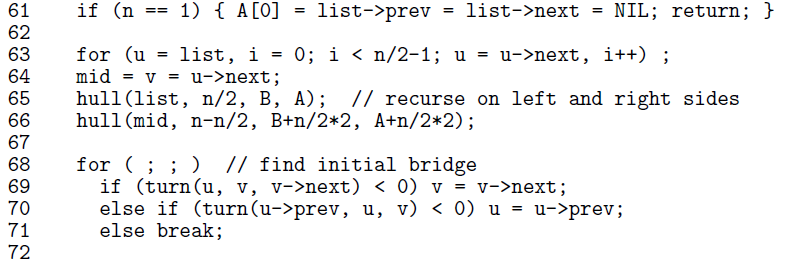 61 if (n == 1) { A[0] = list->prev = list->next = NIL; return; }
62
63 for (u = list, i = 0; i < n/2-1; u = u->next, i++) ;
64 mid = v = u->next;
65 hull(list, n/2, B, A); // recurse on left and right sides
66 hull(mid, n-n/2, B+n/2*2, A+n/2*2);
67
68 for ( ; ; ) // find initial bridge
69 if (turn(u, v, v->next) < 0) v = v->next;
70 else if (turn(u->prev, u, v) < 0) u = u->prev;
71 else break;
72